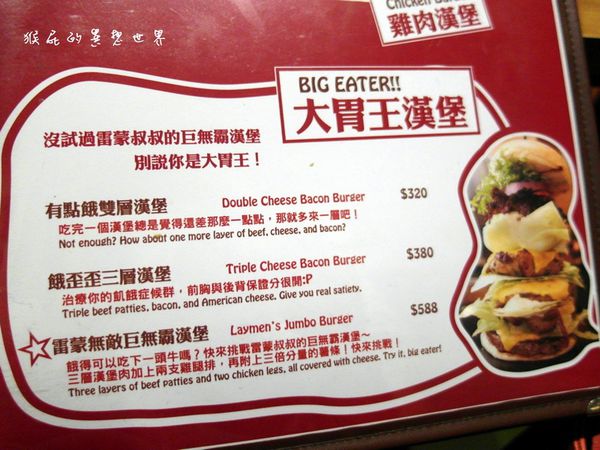 猴屁的異想世界
Chicken Bur
雞肉漢堡
BIG EATER!!
大胃王漢堡
沒試過雷蒙叔叔的巨無霸漢堡
別說你是大胃王！
有點餓雙層漢堡 Double Cheese Bacon Burger $320
吃完一個漢堡總是覺得還差那麼一點點，那就多來一層吧！
Not enough? How about one more layer of beef, cheese, and bacon?
餓歪歪三層漢堡 Triple Cheese Bacon Burger $380
治療你的飢餓症候群，前胸與後背保證分很開:P
Triple beef patties, bacon, and American cheese. Give you real satiety.
雷蒙無敵巨無霸漢堡 Laymen's Jumbo Burger $588
餓得可以吃下一頭牛嗎？快來挑戰雷蒙叔叔的巨無霸漢堡～
三層漢堡肉加上兩支雞腿排，再附上三倍分量的薯條！快來挑戰！
Three layers of beef patties and two chicken legs, all covered with cheese. Try it, big eater!